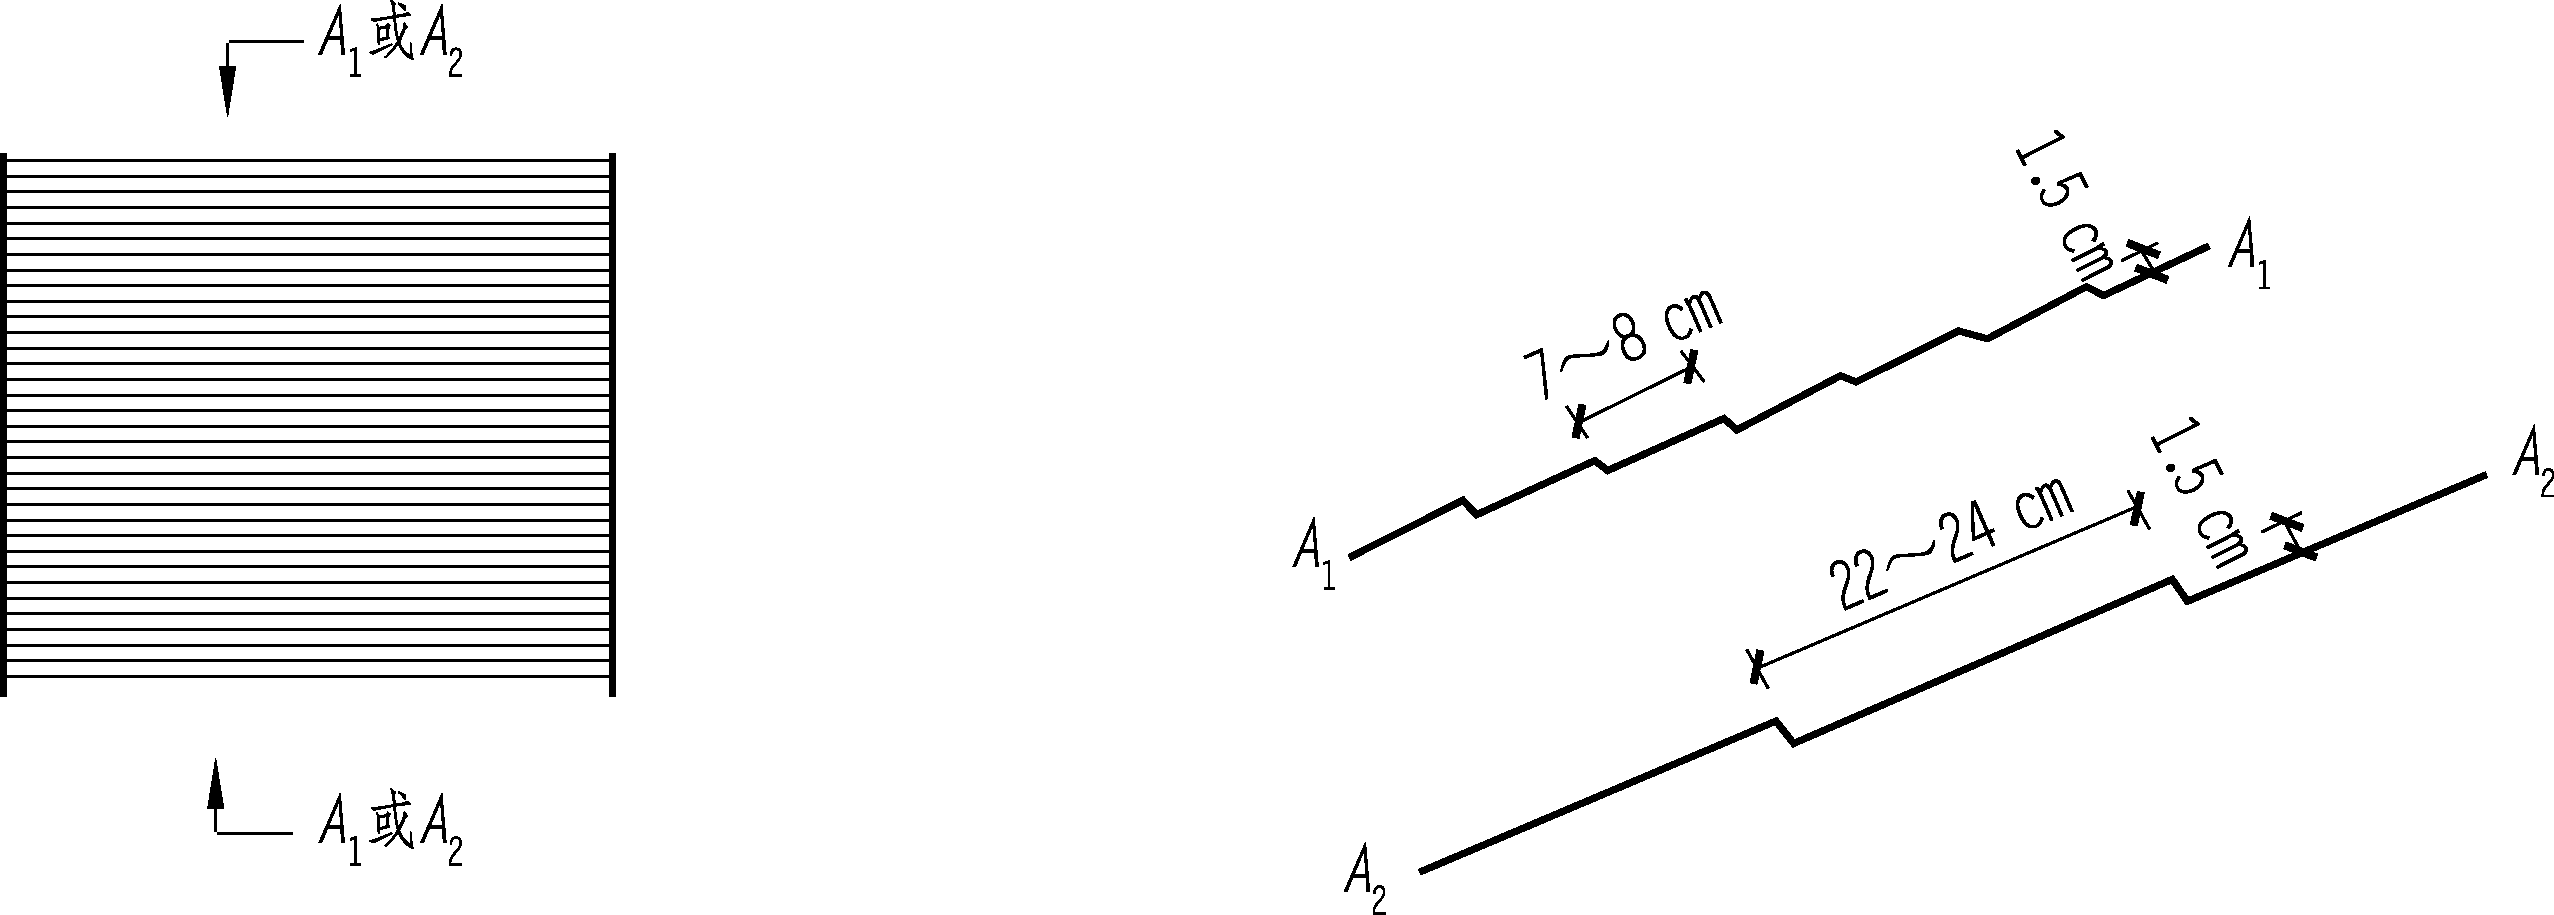 A₁或A₂
A₁或A₂
1.5 cm
A₁
7～8 cm
A₁
1.5 cm
A₂
22～24 cm
A₂